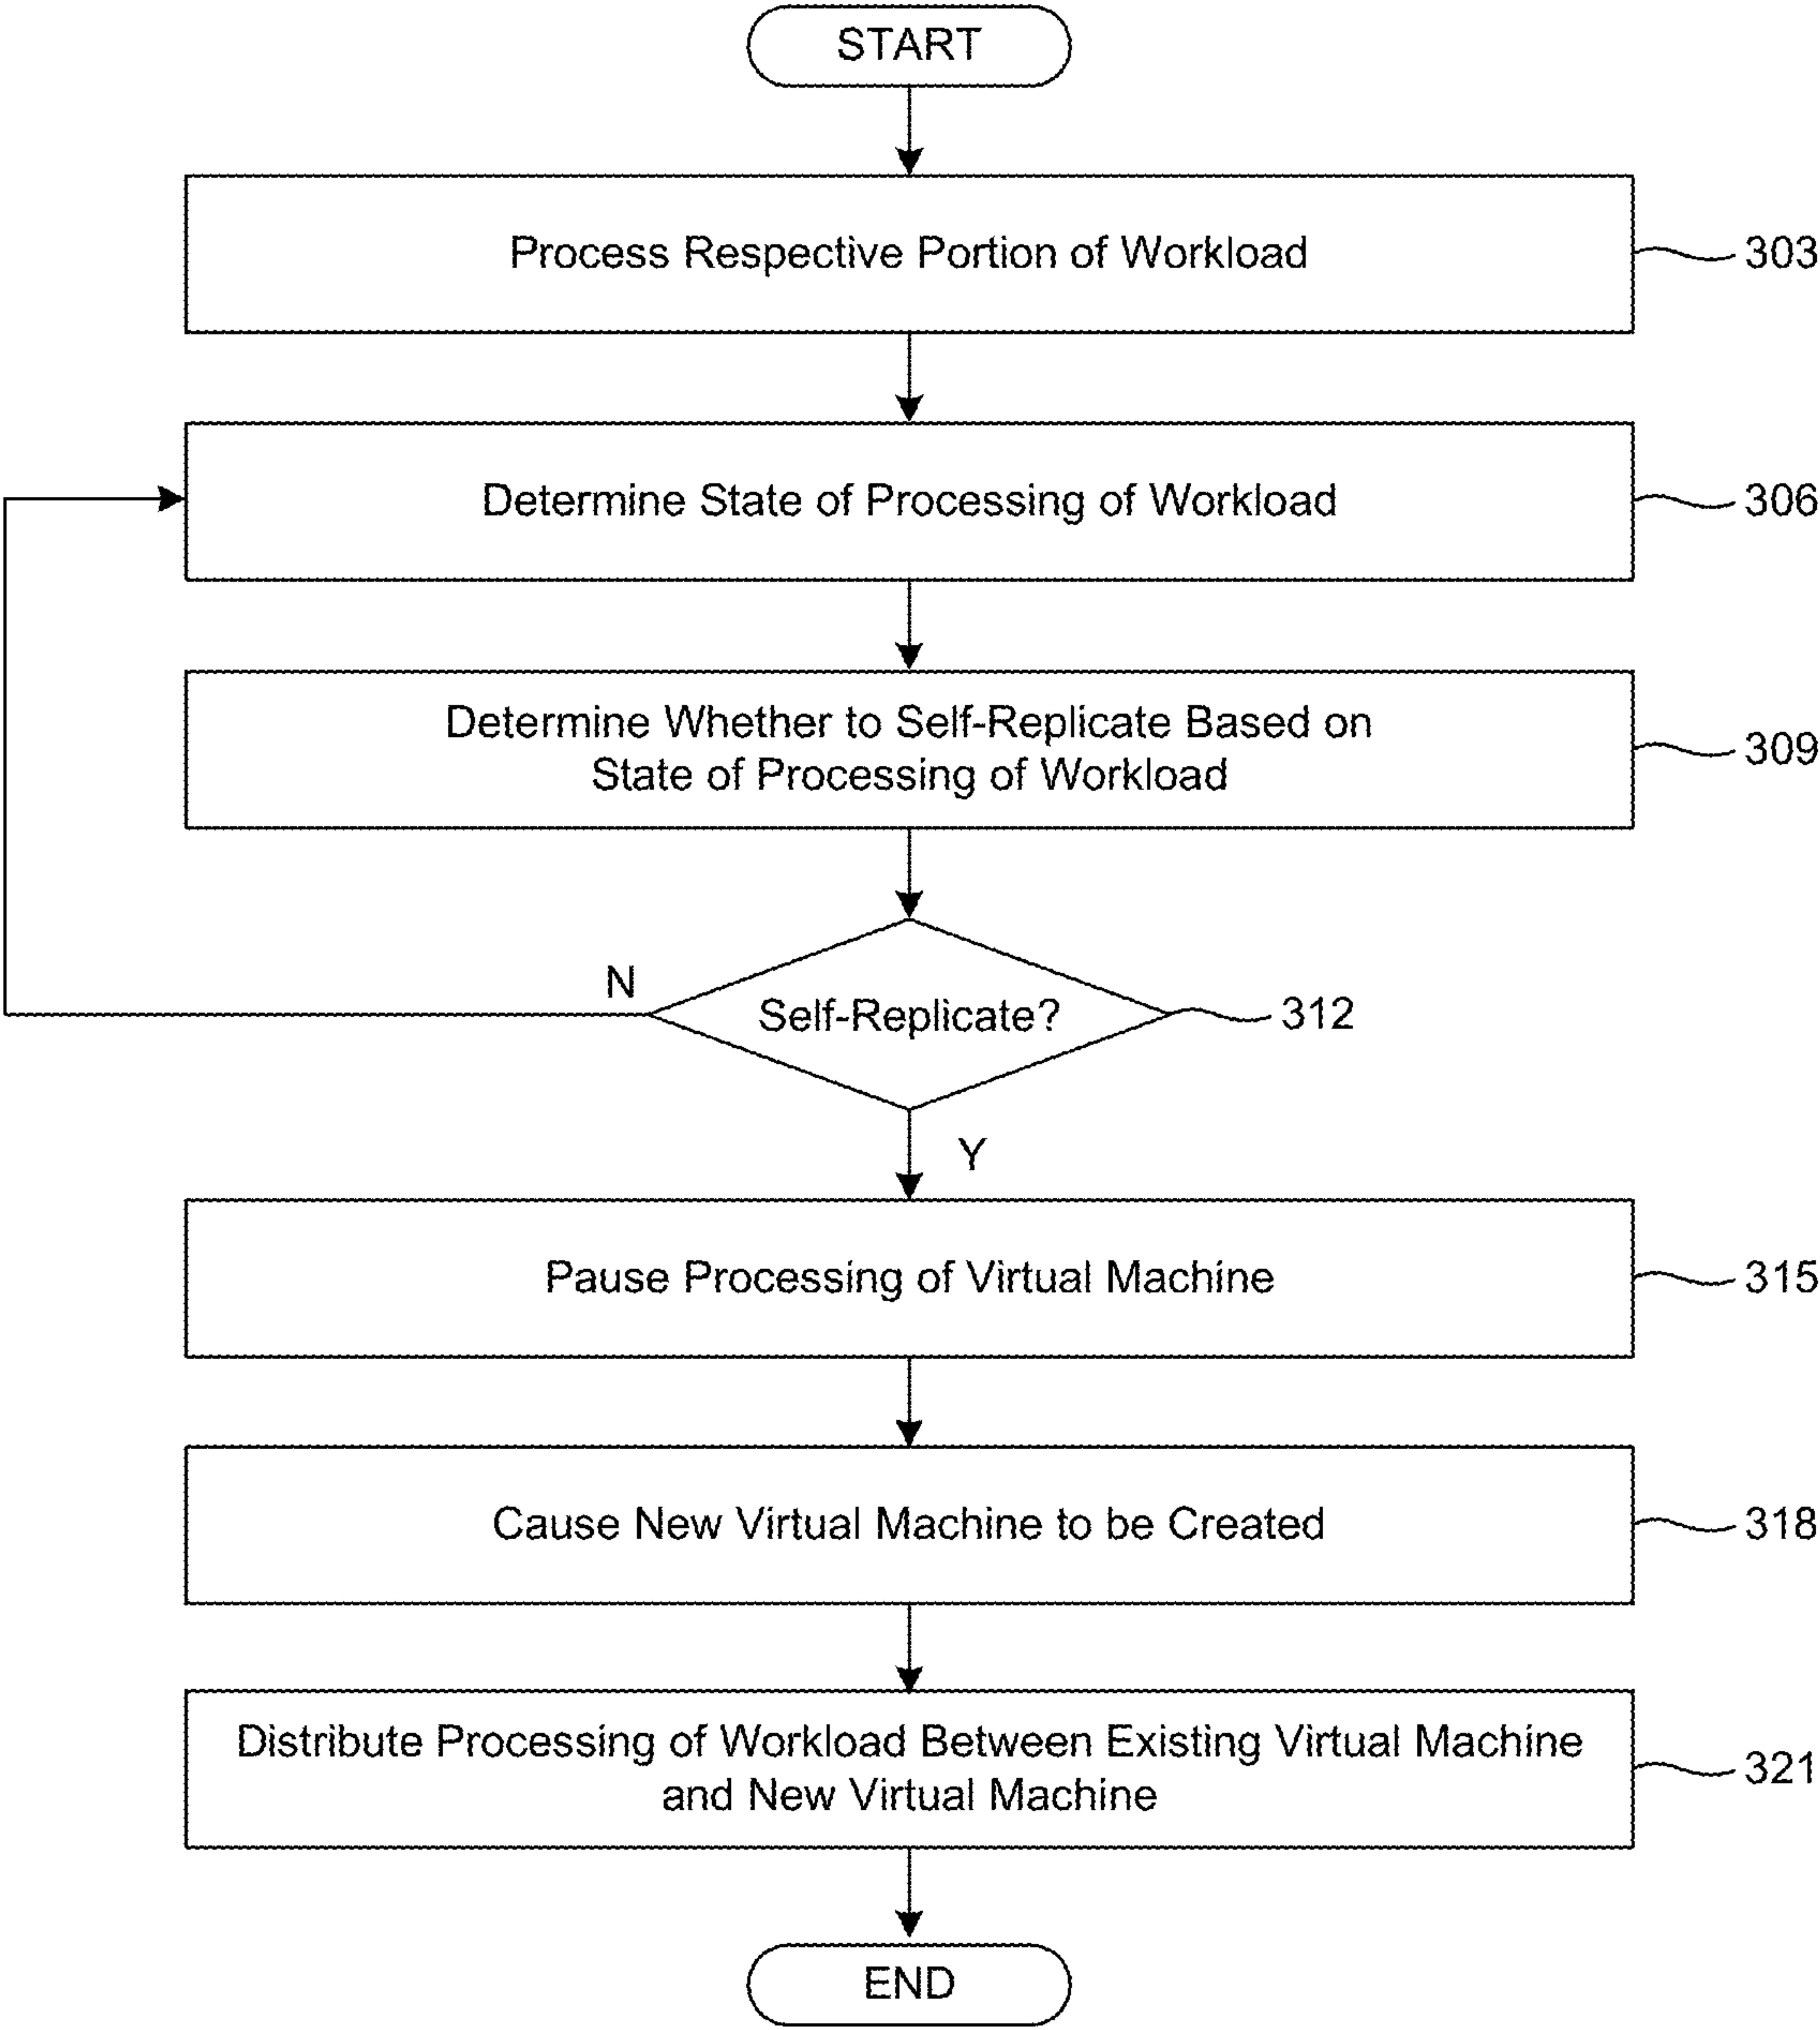 START
Process Respective Portion of Workload
303
Determine State of Processing of Workload
306
Determine Whether to Self-Replicate Based on
State of Processing of Workload
309
N
Self-Replicate?
312
Y
Pause Processing of Virtual Machine
315
Cause New Virtual Machine to be Created
318
Distribute Processing of Workload Between Existing Virtual Machine
and New Virtual Machine
321
END